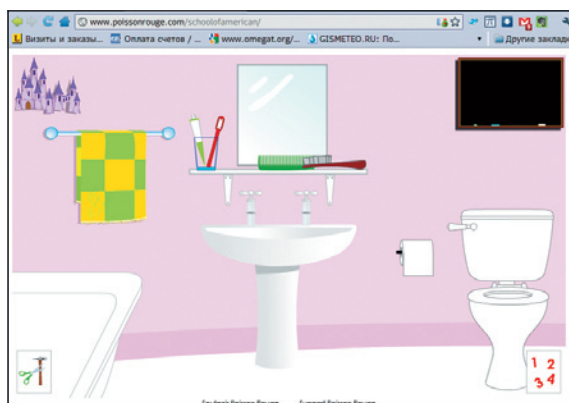 www.poissonrouge.com/schoolofamerican/
Визиты и заказы... Оплата счетов / ... www.omegat.org/... GISMETEO.RU: По... Другие заклад
1 2
3 4